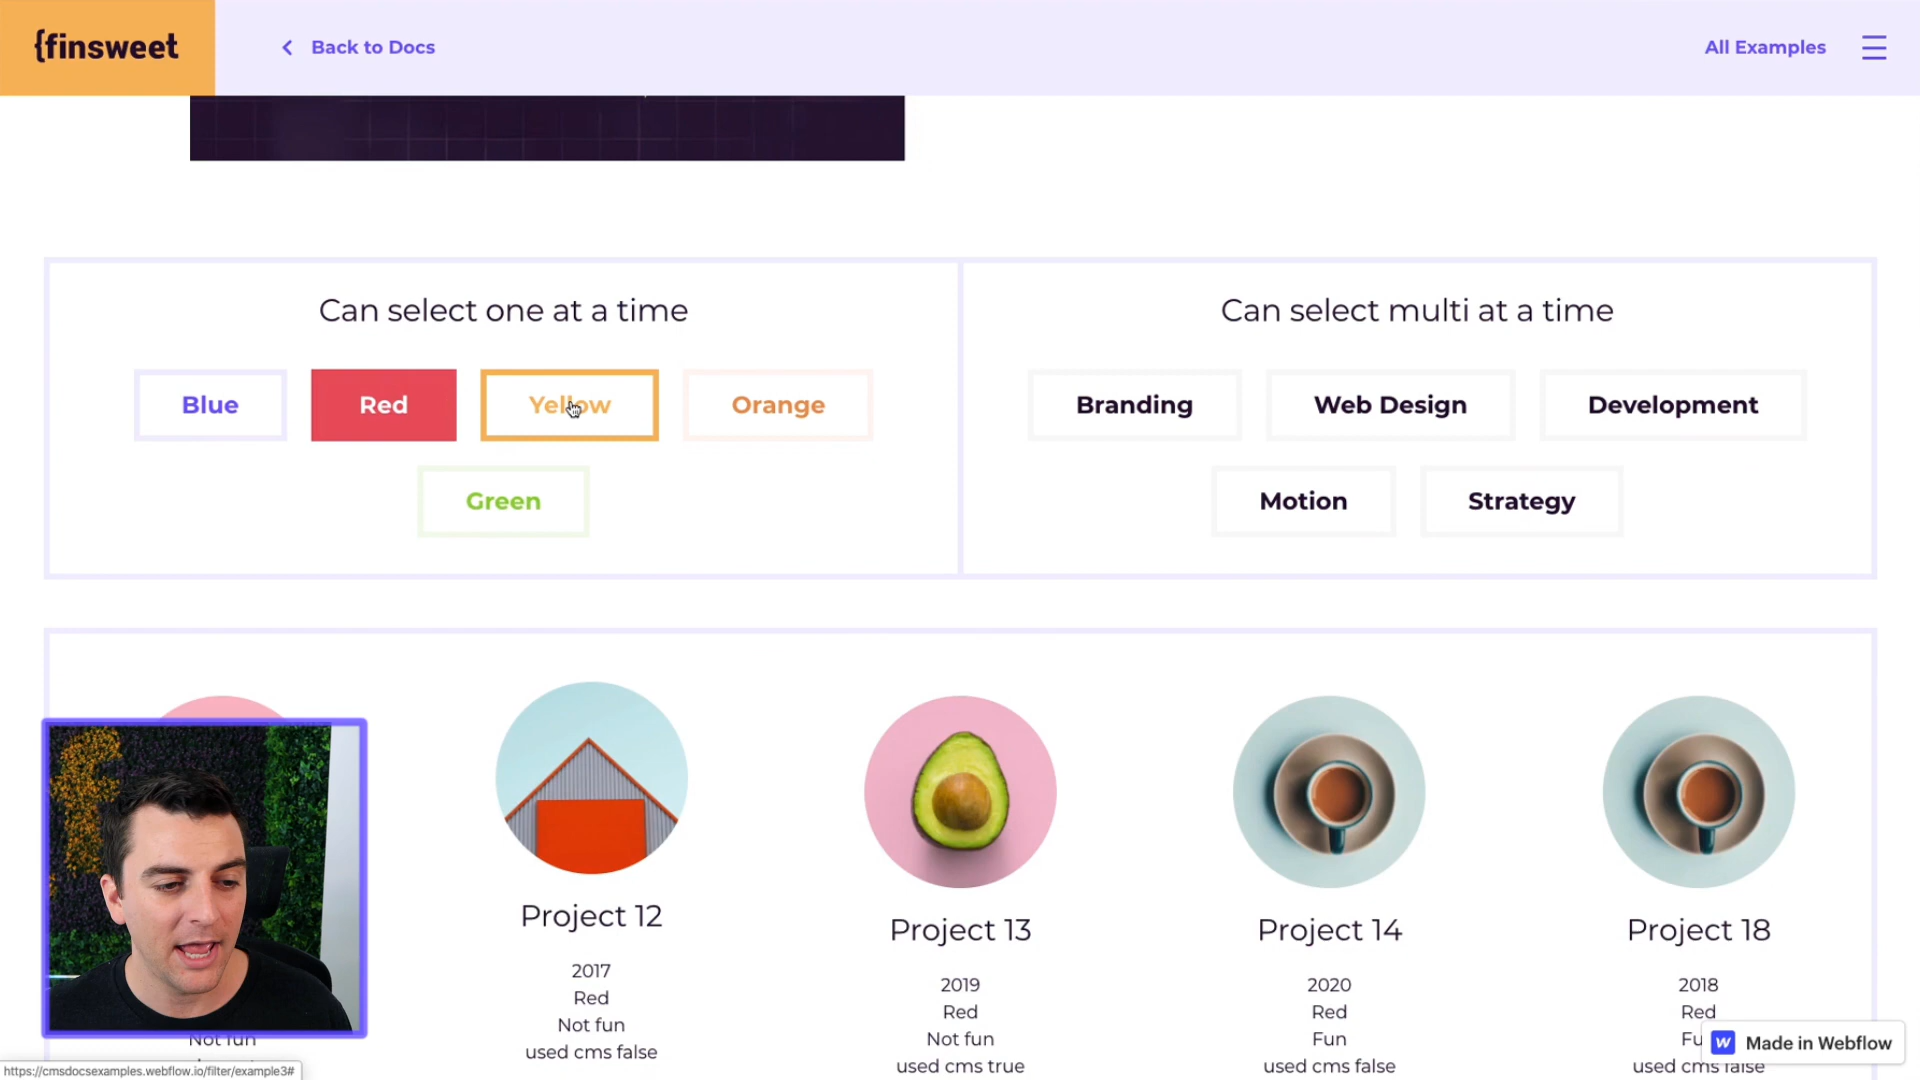 {finsweet
Back to Docs
All Examples
Can select one at a time
Can select multi at a time
Blue
Red
Yellow
Orange
Green
Branding
Web Design
Development
Motion
Strategy
Not fun
Project 12
2017
Red
Not fun
used cms false
Project 13
2019
Red
Not fun
used cms true
Project 14
2020
Red
Fun
used cms false
Project 18
2018
Red
used cms false
Made in Webflow
https://cmsdocsexamples.webflow.io/filter/example3#